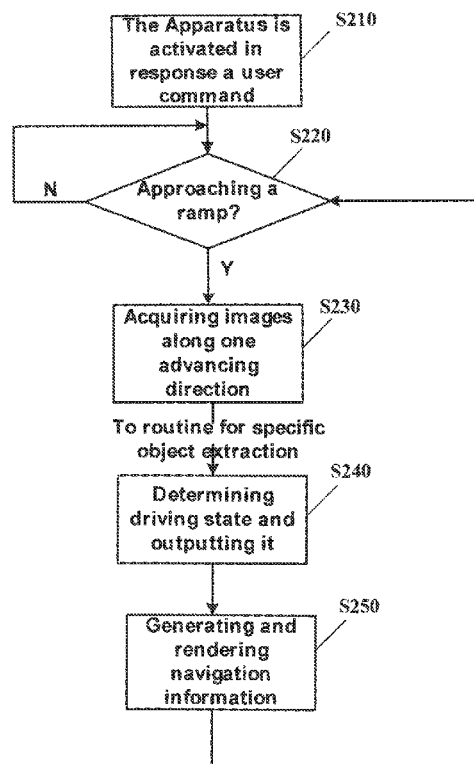 The Apparatus is
activated in
response a user
command
S210
S220
N
Approaching a
ramp?
Y
S230
Acquiring images
along one
advancing
direction
To routine for specific
object extraction
S240
Determining
driving state and
outputting it
S250
Generating and
rendering
navigation
information